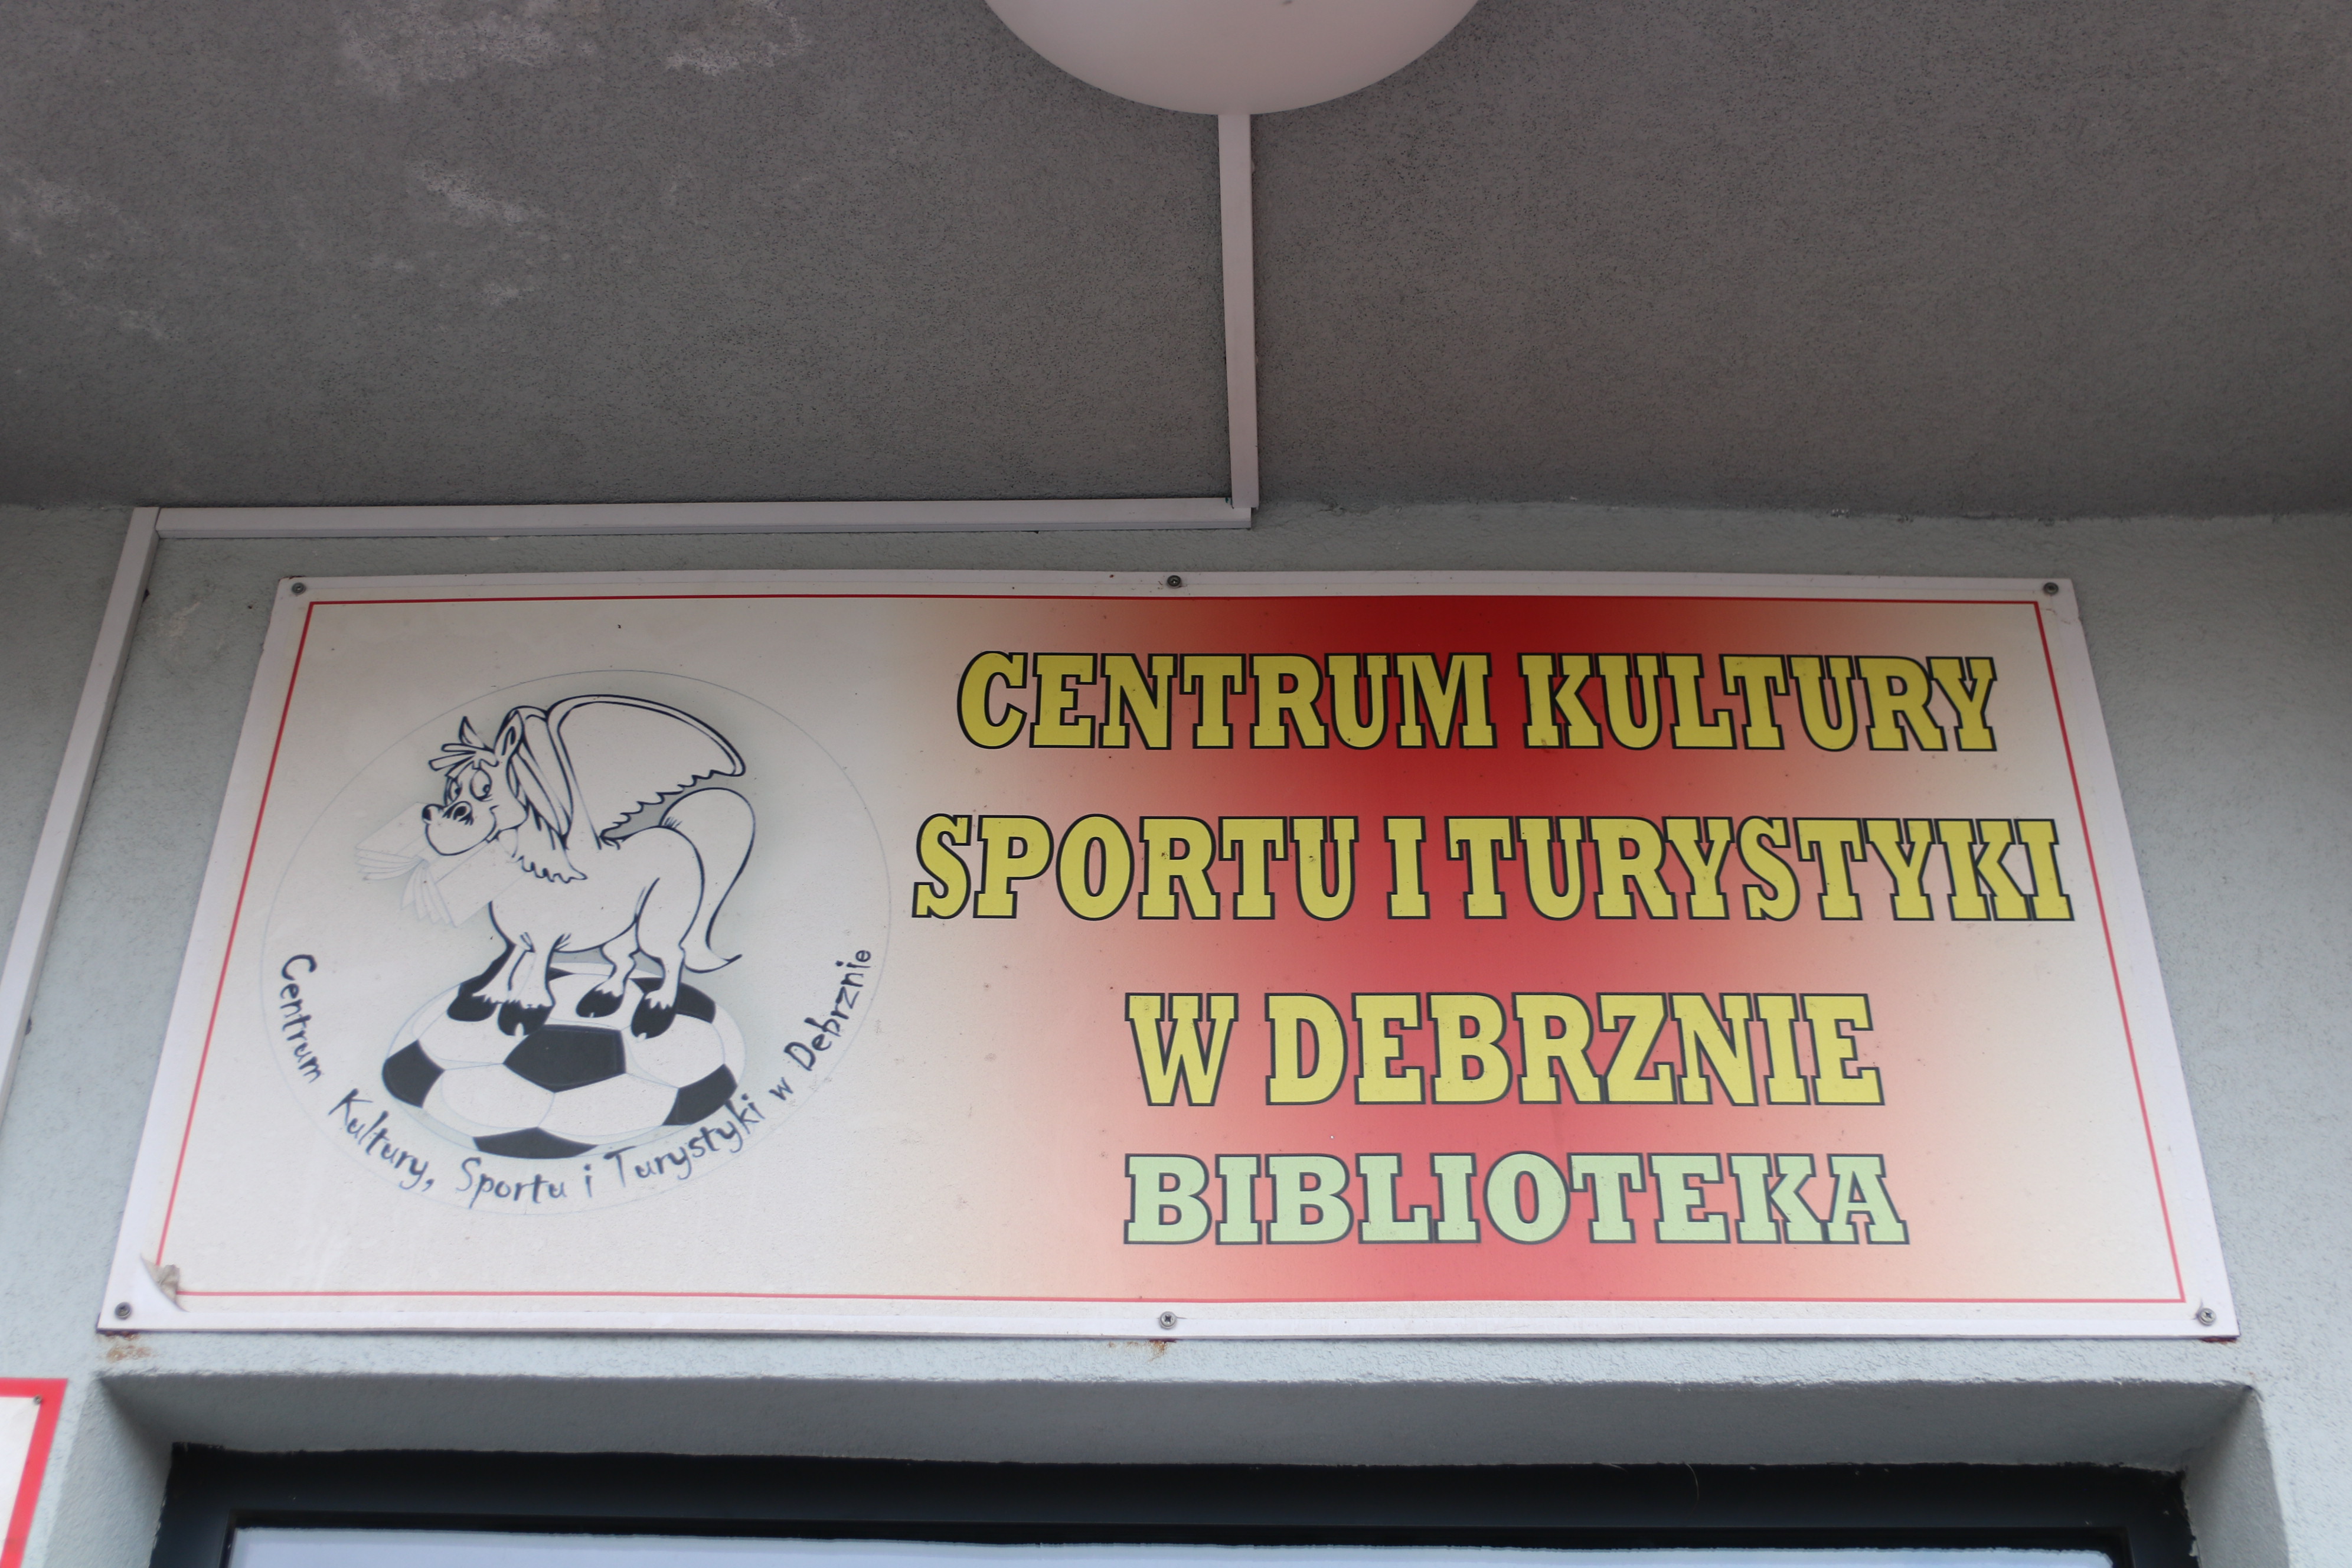 CENTRUM KULTURY
SPORTU I TURYSTYKI
W DEBRZNIE
BIBLIOTEKA
Centrum Kultury, Sportu i Turystyki w Debrznie